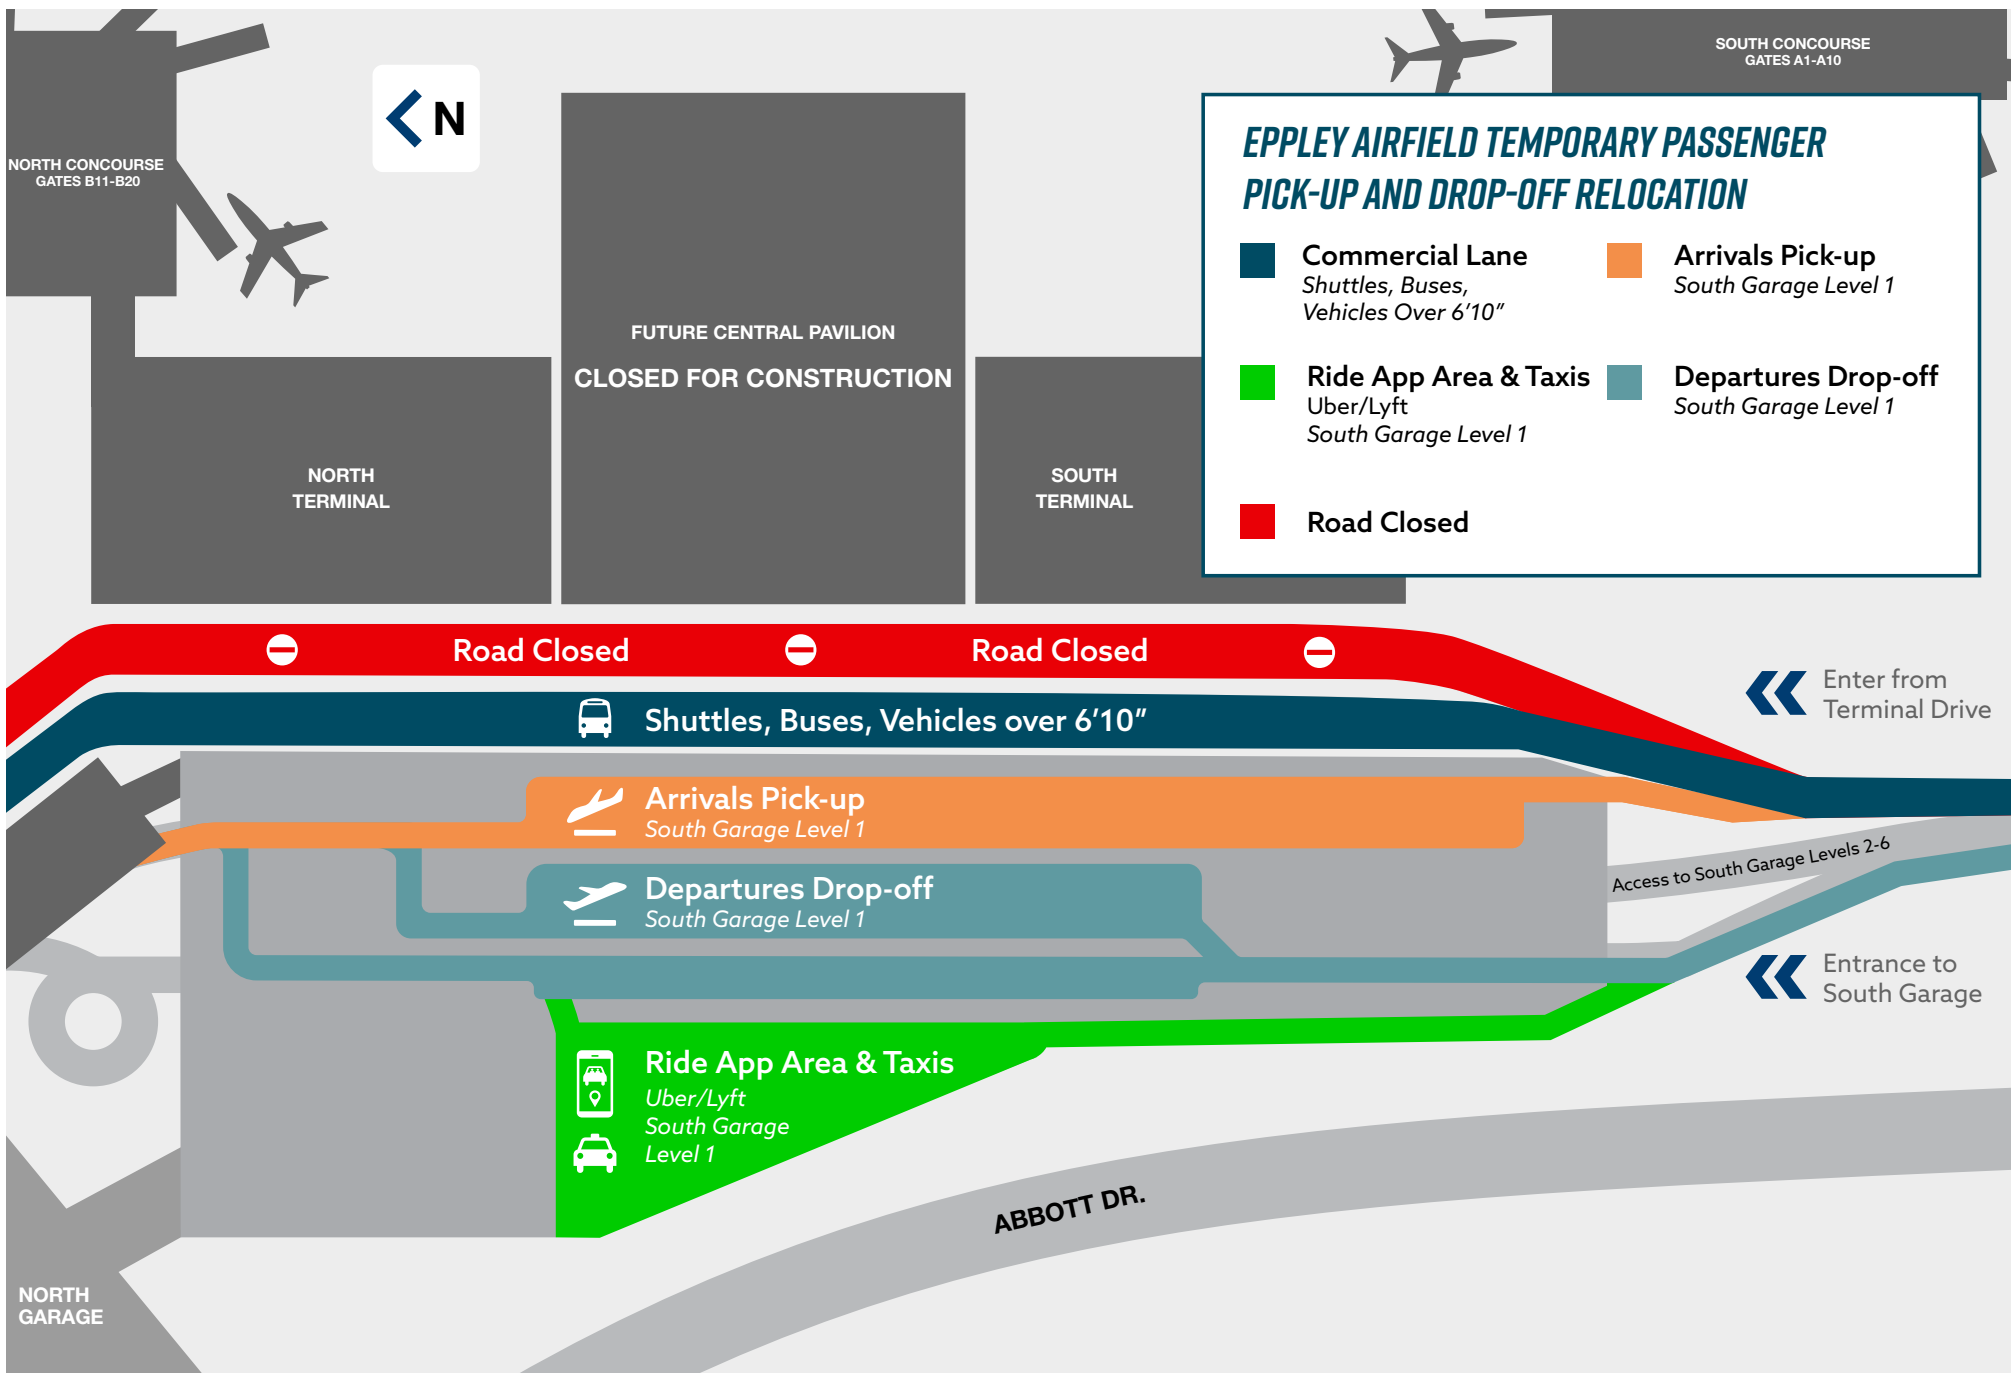 SOUTH CONCOURSE
GATES A1-A10
N
NORTH CONCOURSE
GATES B11-B20
EPPLEY AIRFIELD TEMPORARY PASSENGER
PICK-UP AND DROP-OFF RELOCATION
Commercial Lane
Shuttles, Buses,
Vehicles Over 6'10"
Arrivals Pick-up
South Garage Level 1
Ride App Area & Taxis
Uber/Lyft
South Garage Level 1
Departures Drop-off
South Garage Level 1
Road Closed
FUTURE CENTRAL PAVILION
CLOSED FOR CONSTRUCTION
NORTH
TERMINAL
SOUTH
TERMINAL
Road Closed
Road Closed
Enter from
Terminal Drive
Shuttles, Buses, Vehicles over 6'10"
Arrivals Pick-up
South Garage Level 1
Access to South Garage Levels 2-6
Departures Drop-off
South Garage Level 1
Entrance to
South Garage
Ride App Area & Taxis
Uber/Lyft
South Garage
Level 1
ABBOTT DR.
NORTH
GARAGE